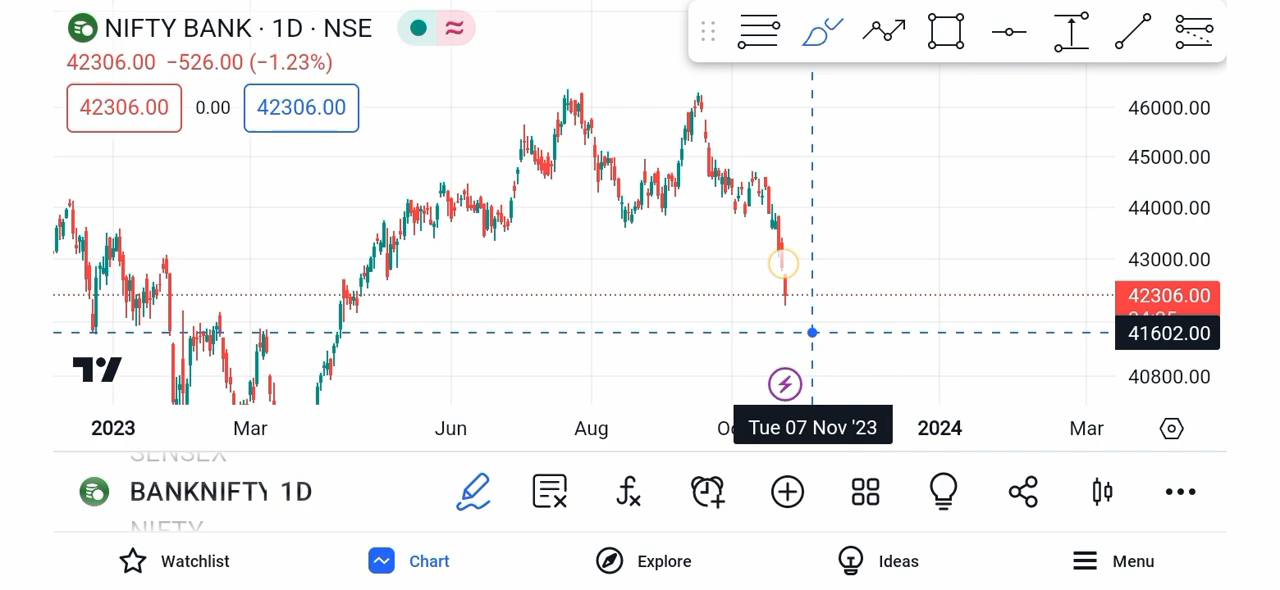 NIFTY BANK · 1D · NSE
42306.00 −526.00 (−1.23%)
42306.00 0.00 42306.00
46000.00
45000.00
44000.00
43000.00
42306.00
41602.00
40800.00
2023 Mar Jun Aug Tue 07 Nov '23 2024 Mar
SENSEX
BANKNIFTY 1D
NIFTY
Watchlist Chart Explore Ideas Menu